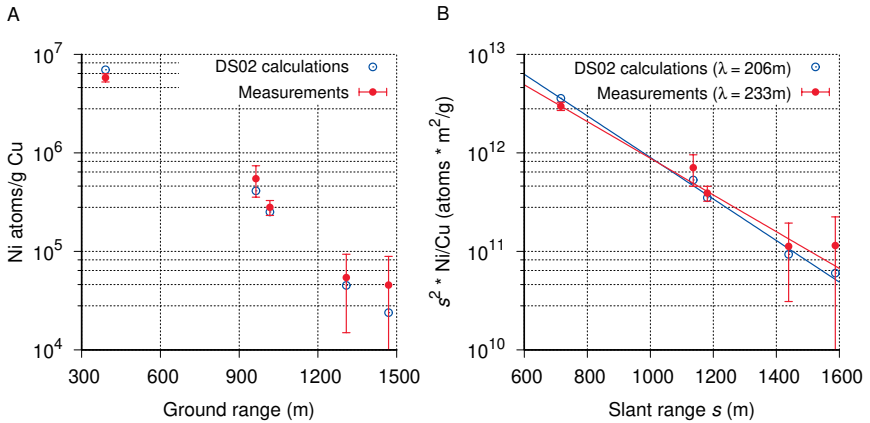 A
10^7
10^6
10^5
10^4
Ni atoms/g Cu
DS02 calculations
Measurements
300 600 900 1200 1500
Ground range (m)
B
10^13
10^12
10^11
10^10
s^2 * Ni/Cu (atoms * m^2/g)
DS02 calculations (λ = 206m)
Measurements (λ = 233m)
600 800 1000 1200 1400 1600
Slant range s (m)